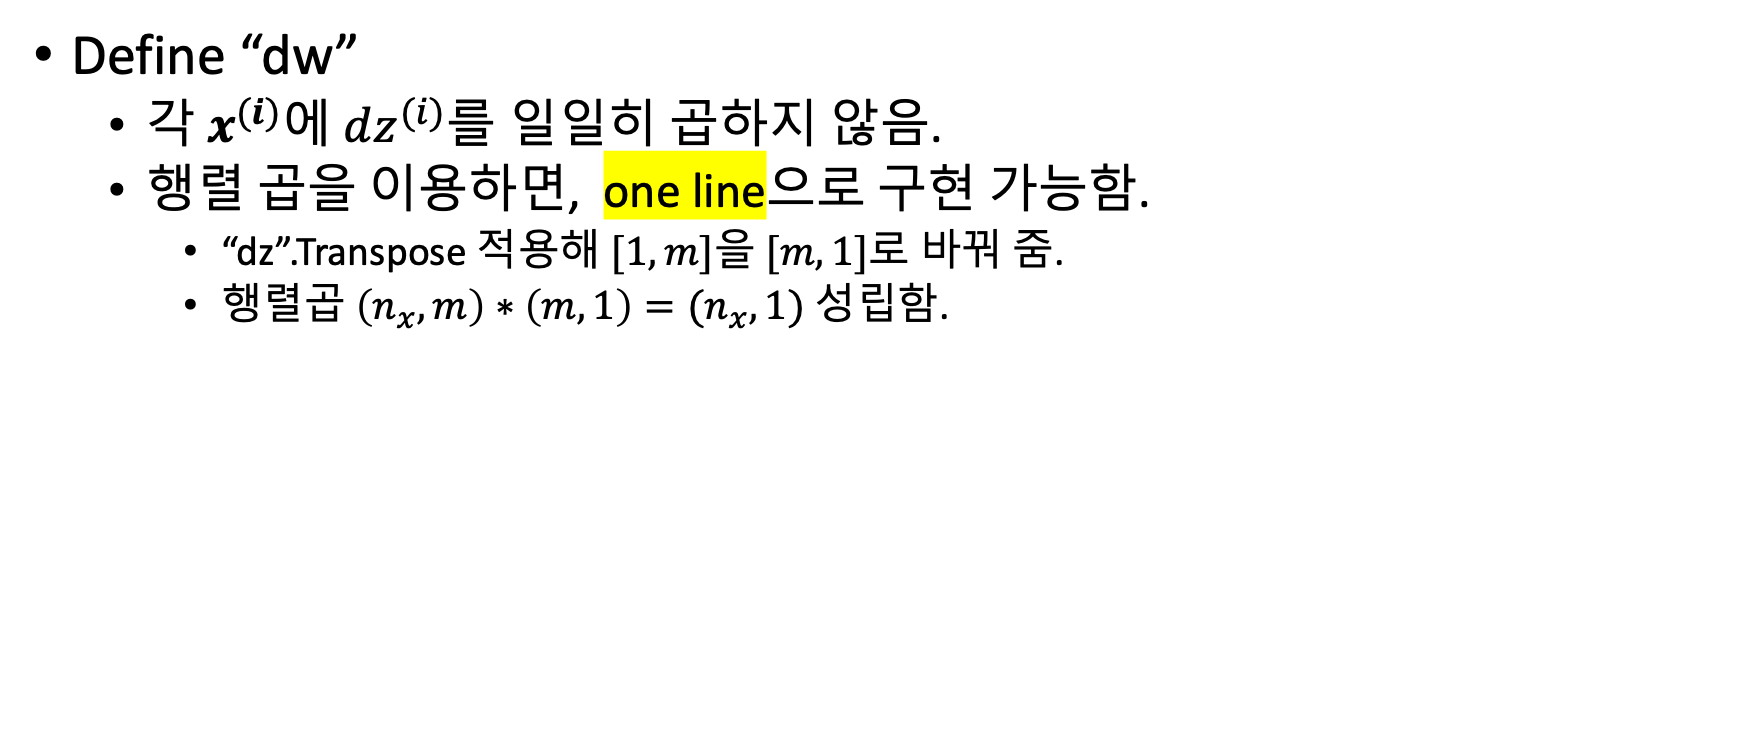 • Define “dw”
• 각 𝒙⁽ⁱ⁾에 𝑑𝑧⁽ⁱ⁾를 일일히 곱하지 않음.
• 행렬 곱을 이용하면, one line으로 구현 가능함.
• “dz”.Transpose 적용해 [1, 𝑚]을 [𝑚, 1]로 바꿔 줌.
• 행렬곱 (𝑛ₓ, 𝑚) ∗ (𝑚, 1) = (𝑛ₓ, 1) 성립함.